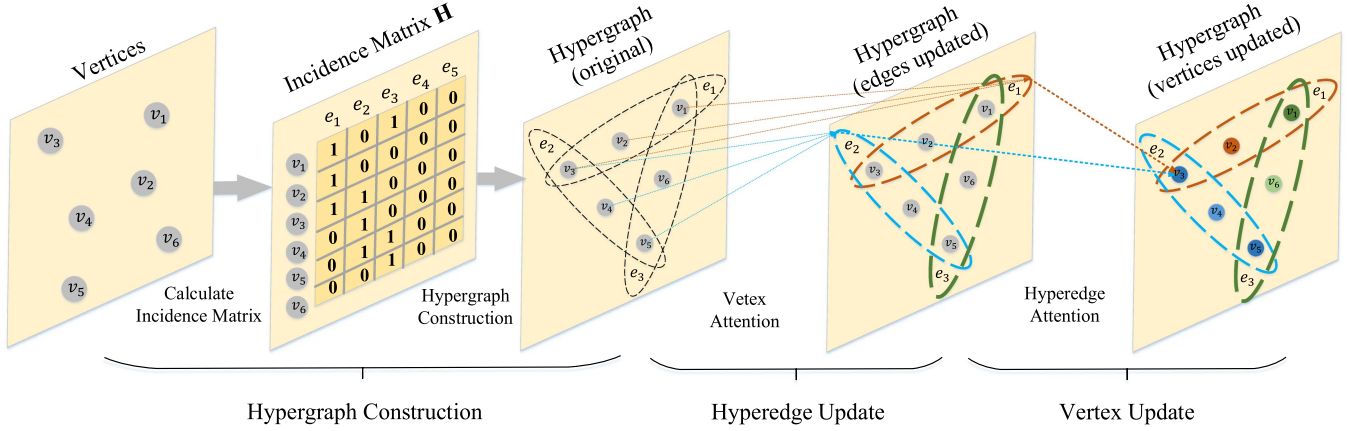 Vertices
v₁
v₃
v₂
v₄
v₆
v₅
Calculate
Incidence Matrix
Incidence Matrix H
e₁ e₂ e₃ e₄ e₅
v₁ 1 0 1 0 0
v₂ 1 0 0 0 0
v₃ 1 1 0 0 0
v₄ 0 1 0 0 0
v₅ 0 1 1 0 0
v₆ 0 0 1 0 0
Hypergraph
Construction
Hypergraph
(original)
e₁
v₁
v₂
e₂
v₃
v₆
v₄
v₅
e₃
Vetex
Attention
Hypergraph
(edges updated)
e₁
v₁
v₂
e₂
v₃
v₆
v₄
v₅
e₃
Hyperedge
Attention
Hypergraph
(vertices updated)
e₁
v₁
v₂
e₂
v₃
v₆
v₄
v₅
e₃
Hypergraph Construction
Hyperedge Update
Vertex Update